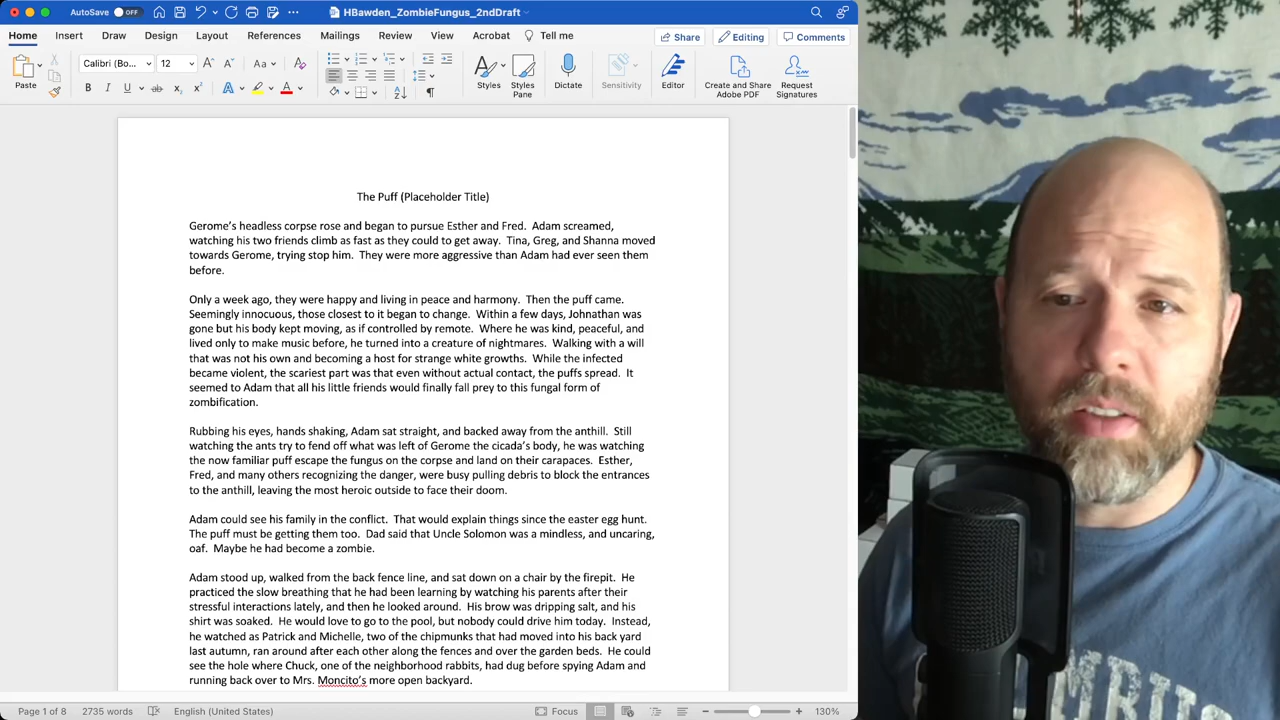 AutoSave OFF HBawden_ZombieFungus_2ndDraft
Home Insert Draw Design Layout References Mailings Review View Acrobat Tell me Share Editing Comments
Paste Calibri (Bo... 12 Styles Styles Pane Dictate Sensitivity Editor Create and Share Adobe PDF Request Signatures
The Puff (Placeholder Title)
Gerome's headless corpse rose and began to pursue Esther and Fred. Adam screamed,
watching his two friends climb as fast as they could to get away. Tina, Greg, and Shanna moved
towards Gerome, trying stop him. They were more aggressive than Adam had ever seen them
before.
Only a week ago, they were happy and living in peace and harmony. Then the puff came.
Seemingly innocuous, those closest to it began to change. Within a few days, Johnathan was
gone but his body kept moving, as if controlled by remote. Where he was kind, peaceful, and
lived only to make music before, he turned into a creature of nightmares. Walking with a will
that was not his own and becoming a host for strange white growths. While the infected
became violent, the scariest part was that even without actual contact, the puffs spread. It
seemed to Adam that all his little friends would finally fall prey to this fungal form of
zombification.
Rubbing his eyes, hands shaking, Adam sat straight, and backed away from the anthill. Still
watching the ants try to fend off what was left of Gerome the cicada's body, he was watching
the now familiar puff escape the fungus on the corpse and land on their carapaces. Esther,
Fred, and many others recognizing the danger, were busy pulling debris to block the entrances
to the anthill, leaving the most heroic outside to face their doom.
Adam could see his family in the conflict. That would explain things since the easter egg hunt.
The puff must be getting them too. Dad said that Uncle Solomon was a mindless, and uncaring,
oaf. Maybe he had become a zombie.
Adam stood up, walked from the back fence line, and sat down on a chair by the firepit. He
practiced the slow breathing that he had been learning by watching his parents after their
stressful interactions lately, and then he looked around. His brow was dripping salt, and his
shirt was soaked. He would love to go to the pool, but nobody could drive him today. Instead,
he watched as Patrick and Michelle, two of the chipmunks that had moved into his back yard
last autumn, ran around after each other along the fences and over the garden beds. He could
see the hole where Chuck, one of the neighborhood rabbits, had dug before spying Adam and
running back over to Mrs. Moncito's more open backyard.
Page 1 of 8 2735 words English (United States) Focus 130%